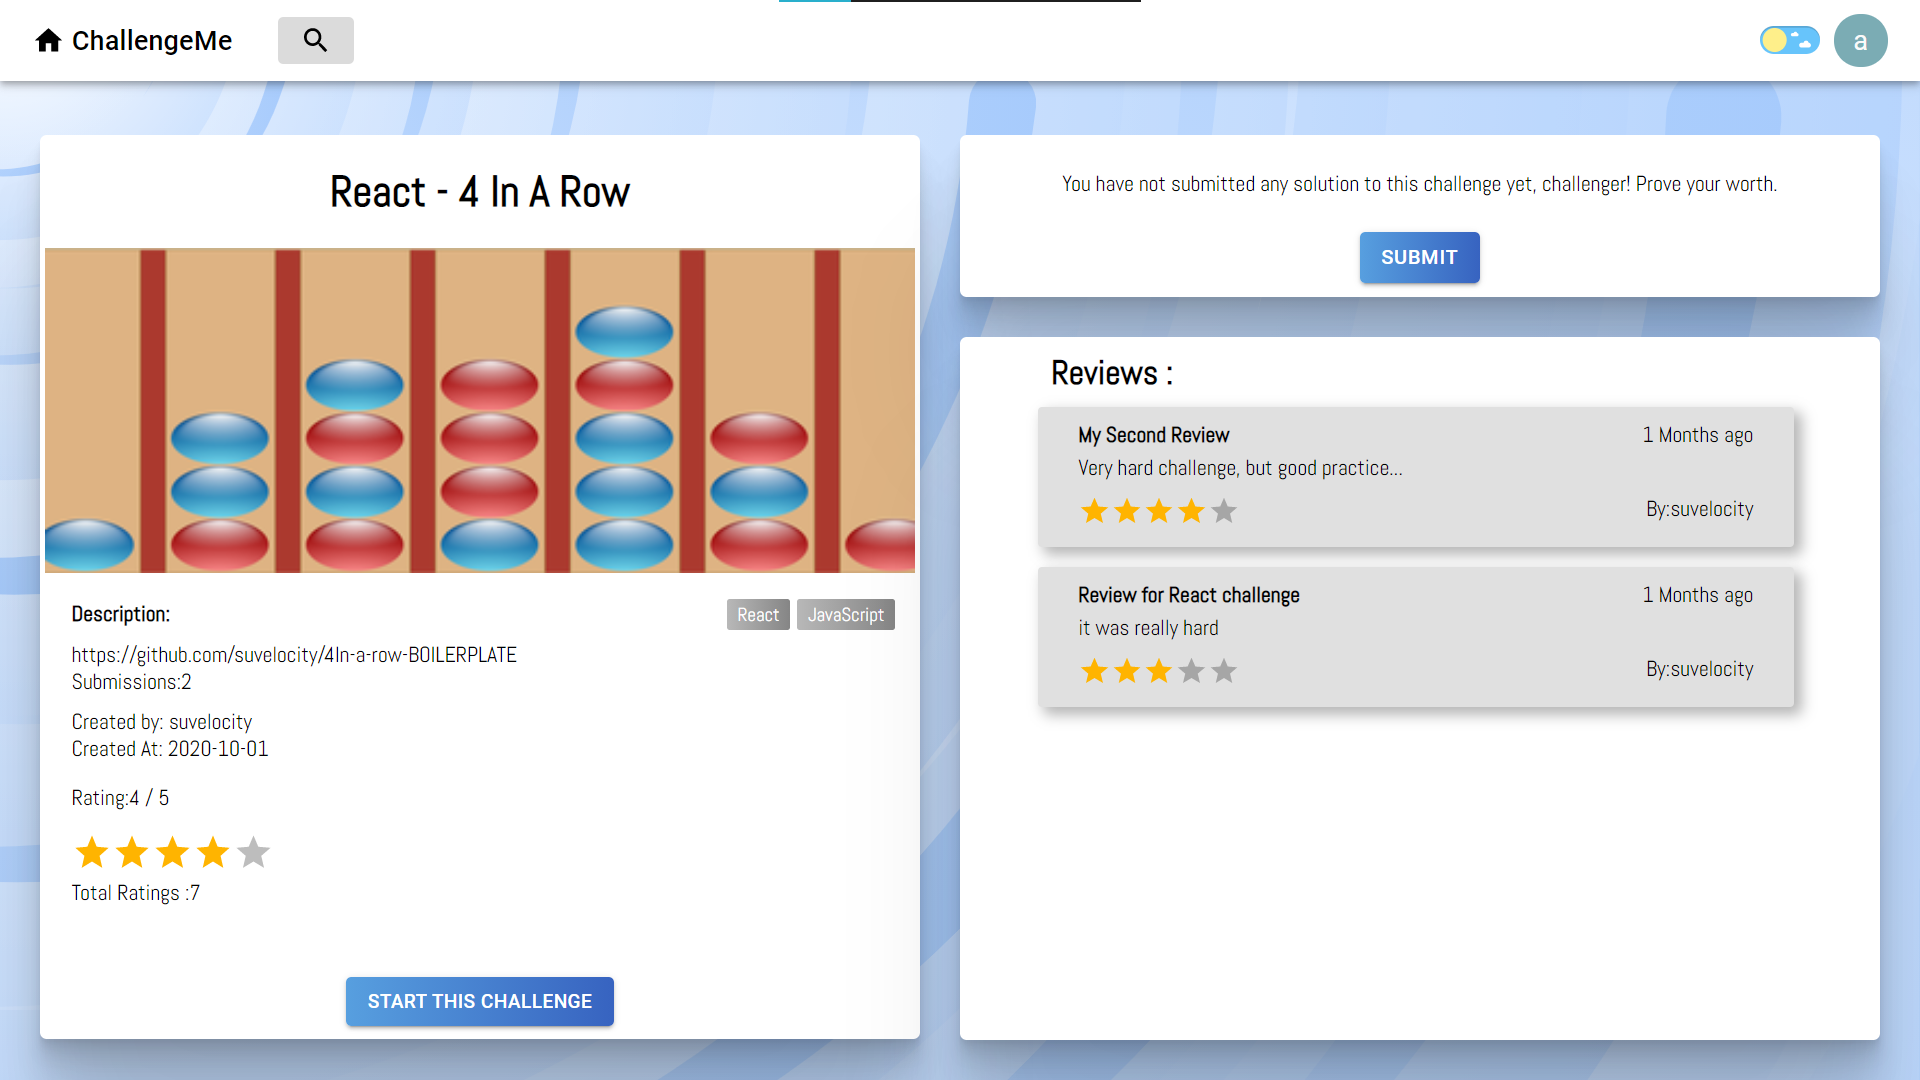 ChallengeMe
a
React - 4 In A Row
Description:
React
JavaScript
https://github.com/suvelocity/4In-a-row-BOILERPLATE
Submissions:2
Created by: suvelocity
Created At: 2020-10-01
Rating:4 / 5
Total Ratings :7
START THIS CHALLENGE
You have not submitted any solution to this challenge yet, challenger! Prove your worth.
SUBMIT
Reviews :
My Second Review
1 Months ago
Very hard challenge, but good practice...
By:suvelocity
Review for React challenge
1 Months ago
it was really hard
By:suvelocity